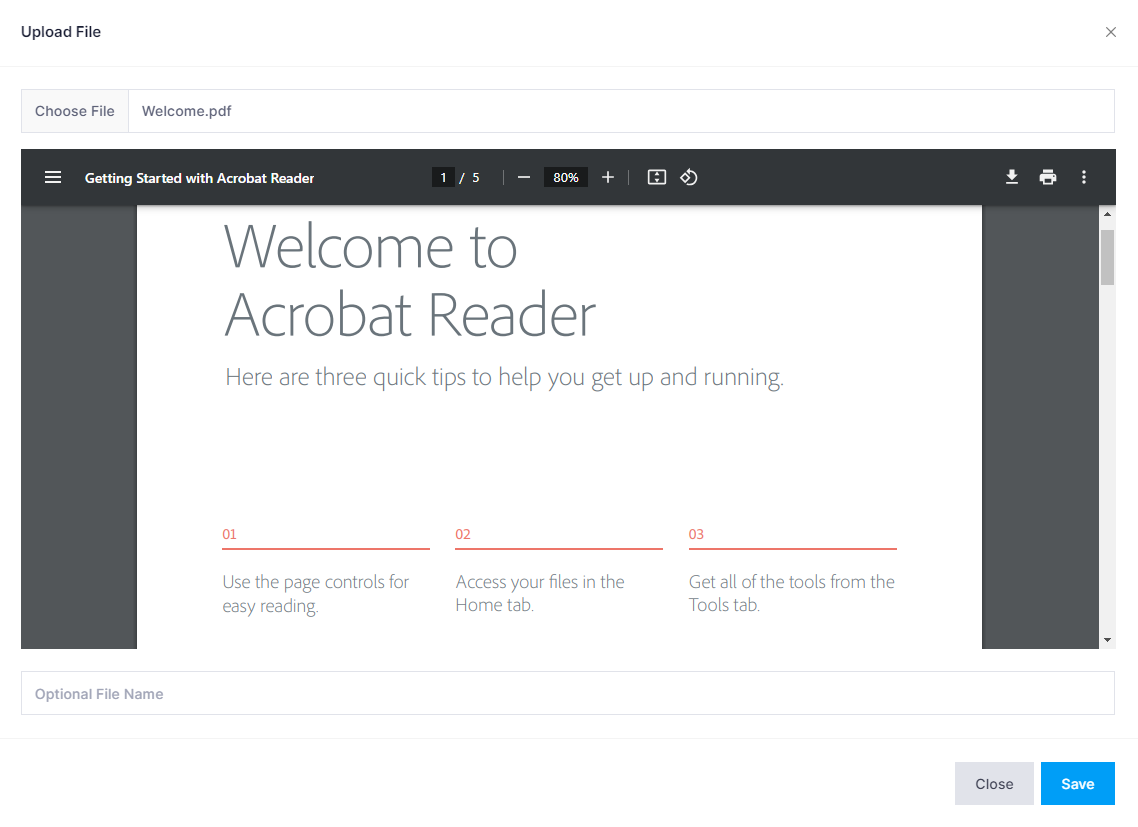 Upload File
Choose File
Welcome.pdf
Getting Started with Acrobat Reader
1 / 5
80%
Welcome to
Acrobat Reader
Here are three quick tips to help you get up and running.
01
Use the page controls for
easy reading.
02
Access your files in the
Home tab.
03
Get all of the tools from the
Tools tab.
Optional File Name
Close
Save